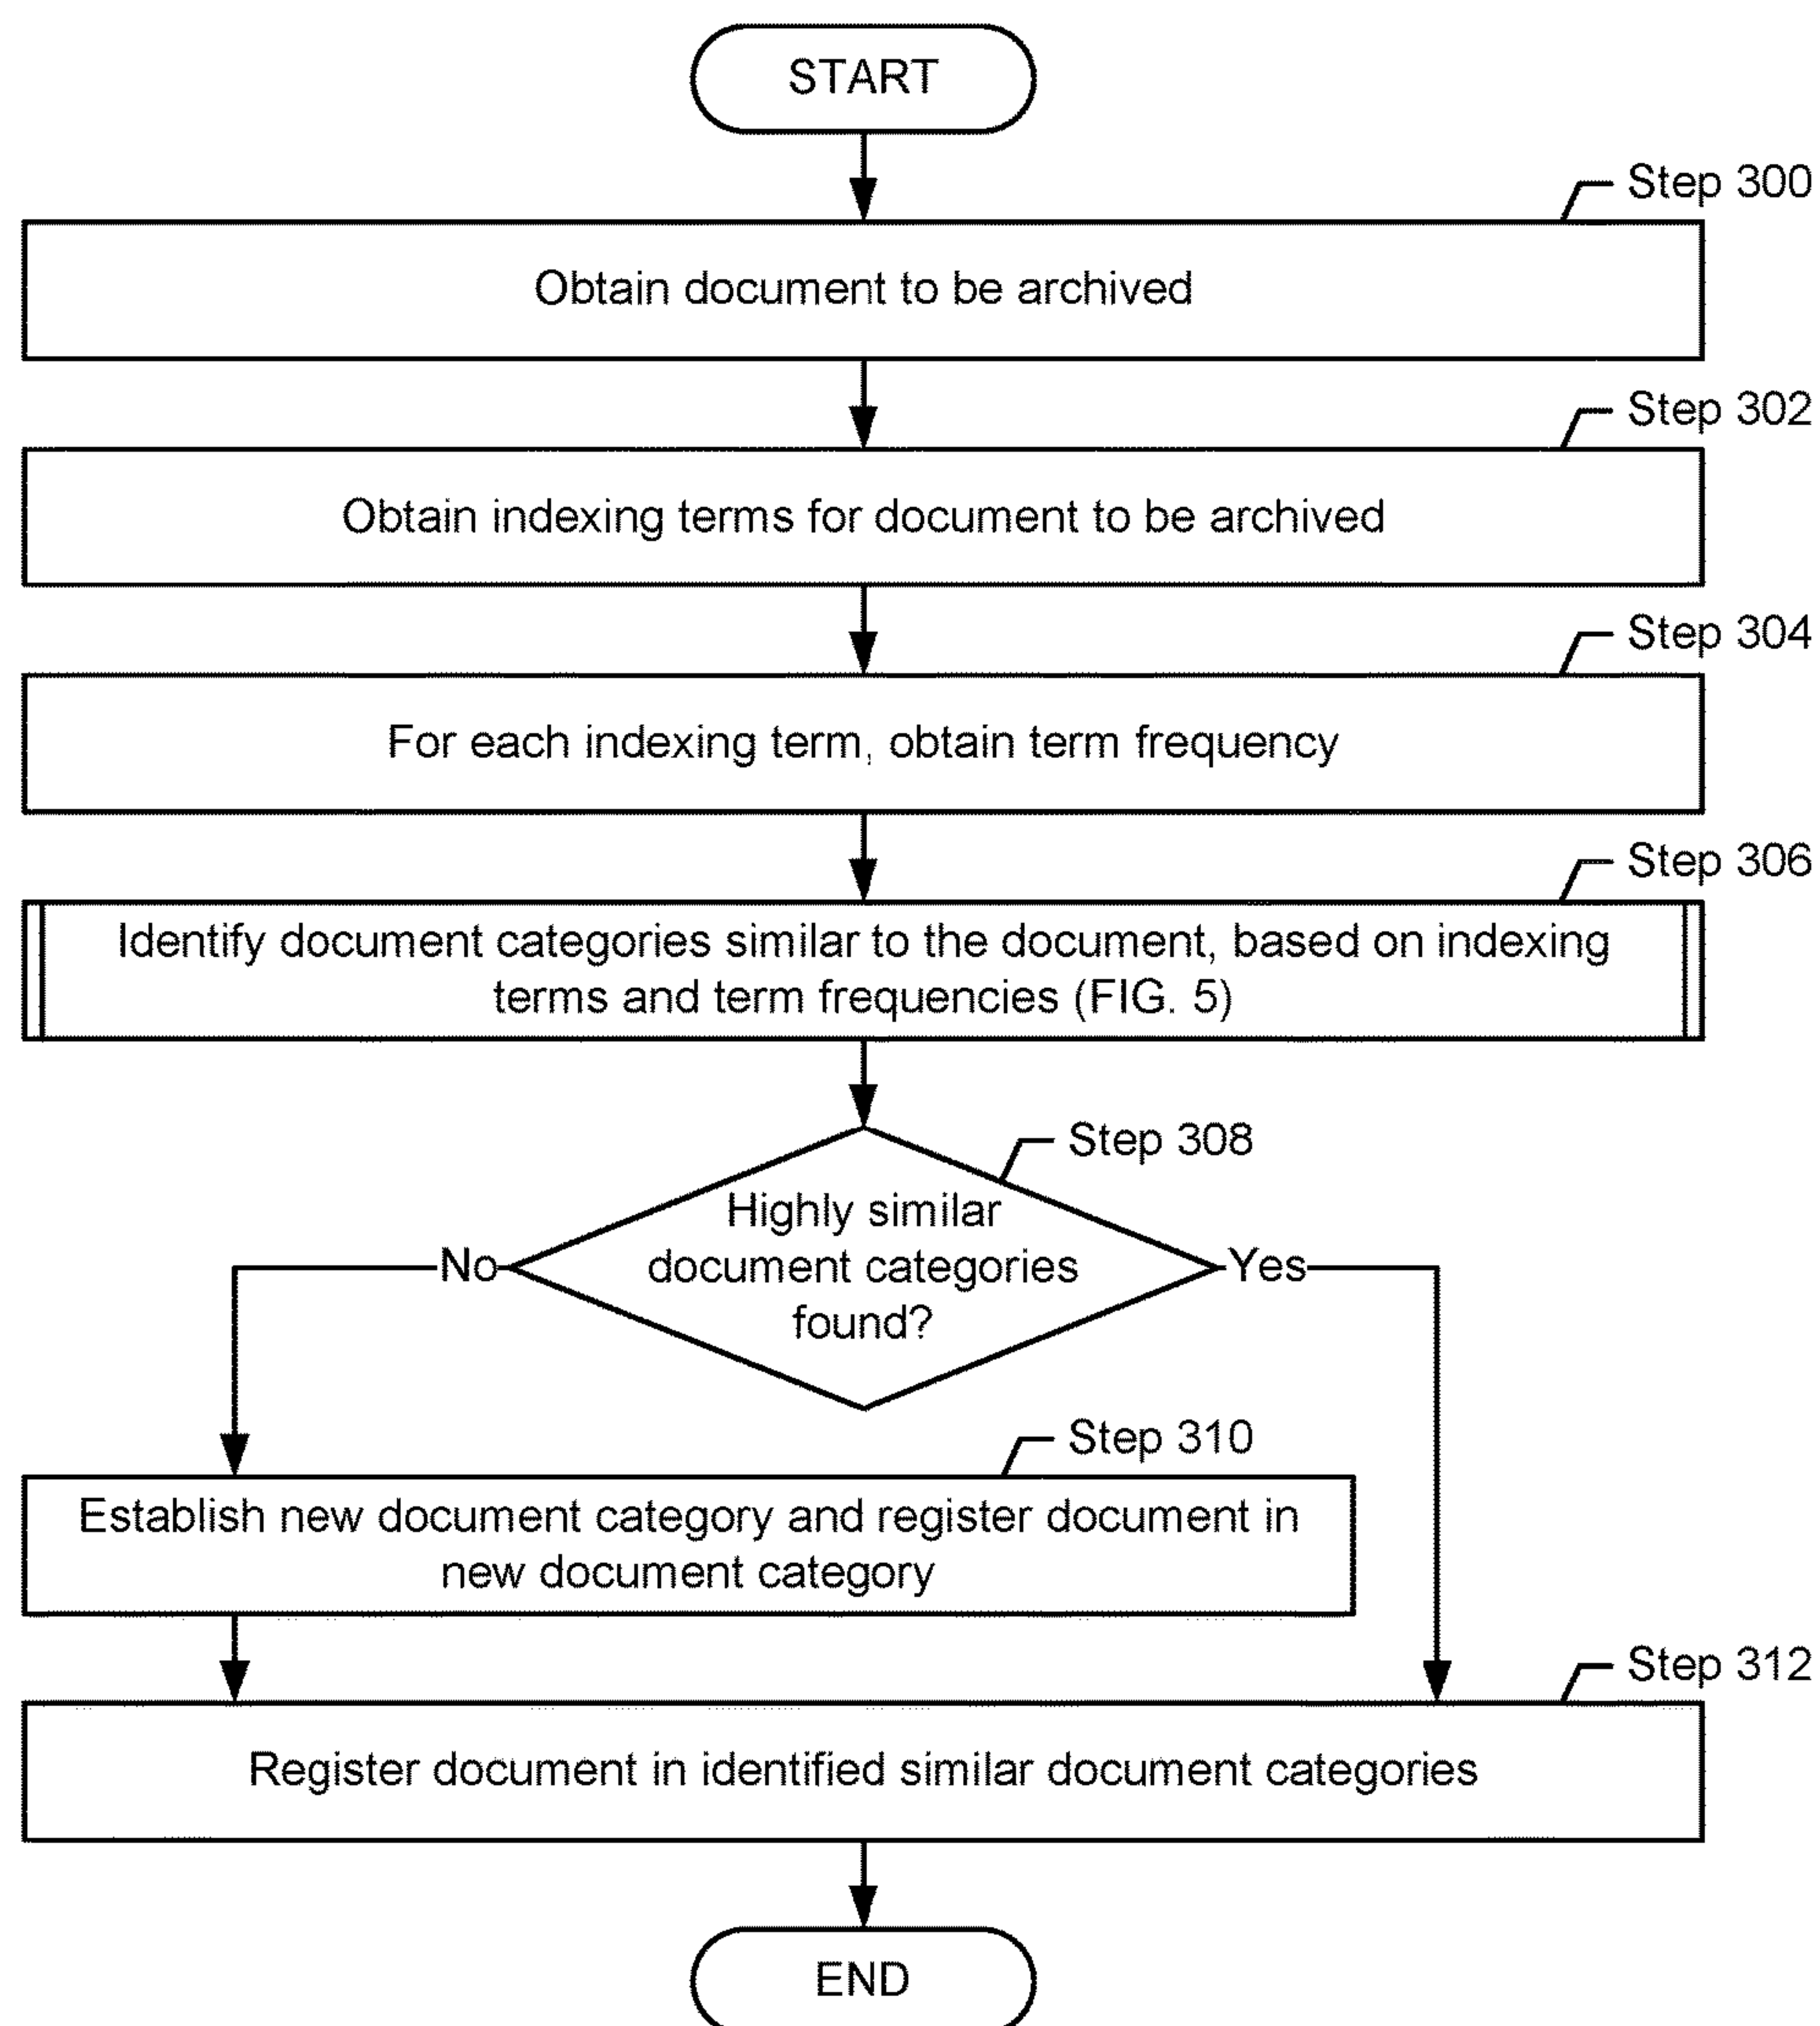 START
Step 300
Obtain document to be archived
Step 302
Obtain indexing terms for document to be archived
Step 304
For each indexing term, obtain term frequency
Step 306
Identify document categories similar to the document, based on indexing
terms and term frequencies (FIG. 5)
Step 308
Highly similar
document categories
found?
No
Yes
Step 310
Establish new document category and register document in
new document category
Step 312
Register document in identified similar document categories
END